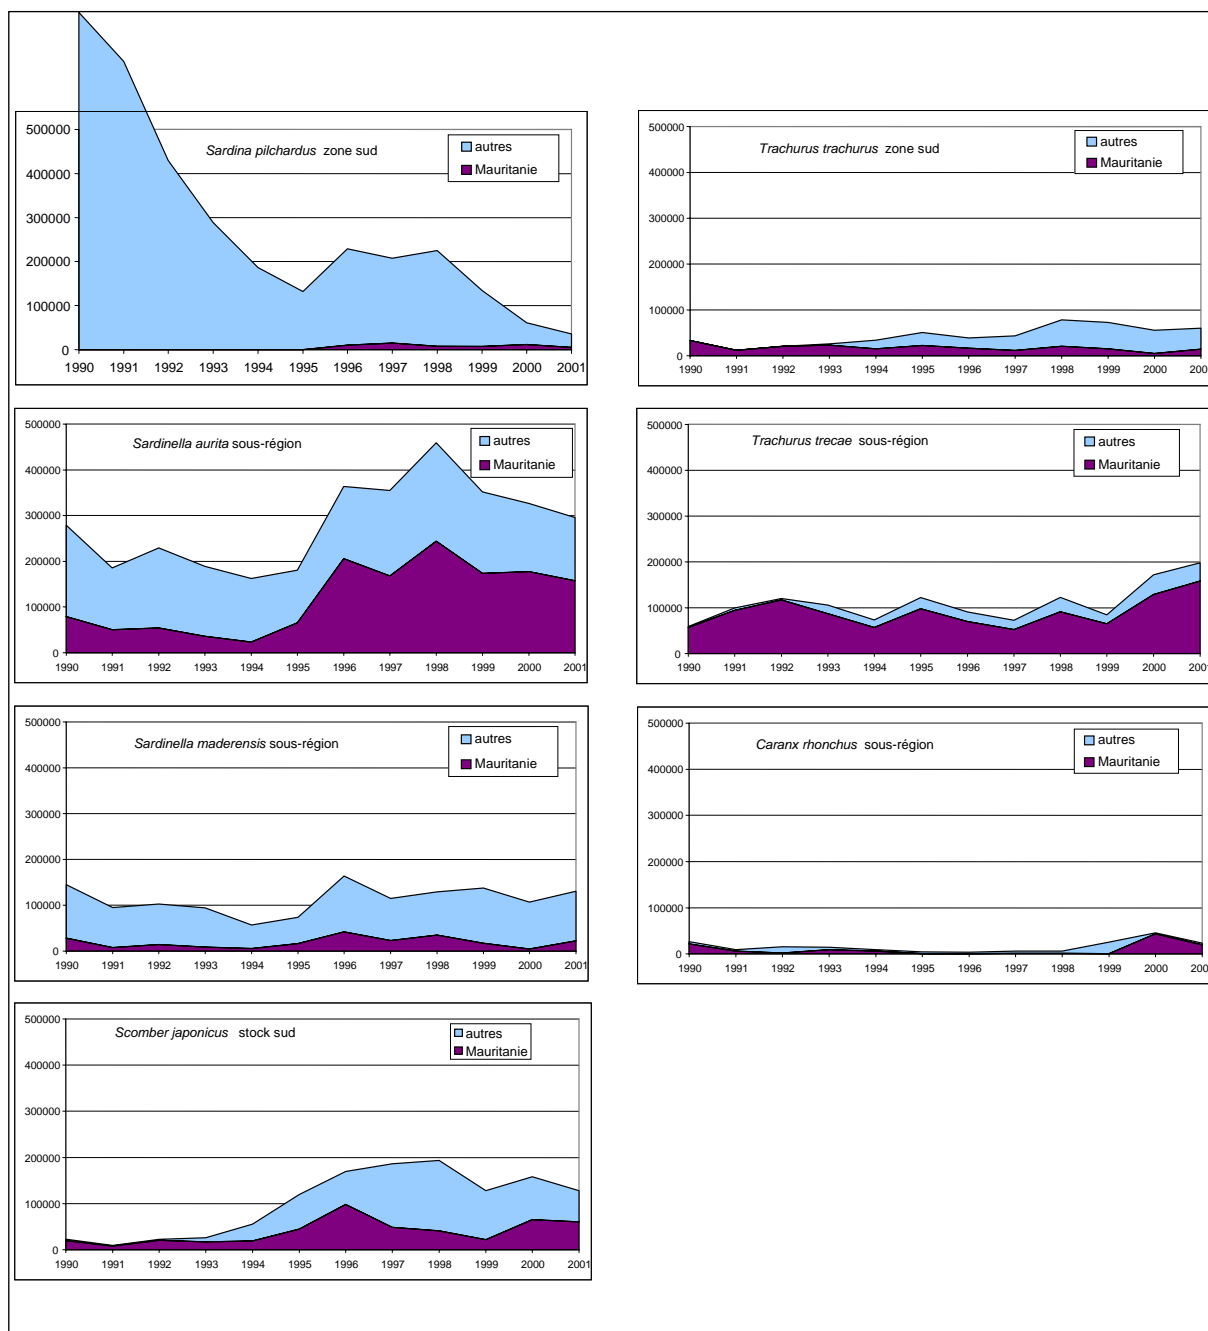 500000
400000
300000
200000
100000
0
Sardina pilchardus zone sud
autres
Mauritanie
1990 1991 1992 1993 1994 1995 1996 1997 1998 1999 2000 2001
500000
400000
300000
200000
100000
0
Trachurus trachurus zone sud
autres
Mauritanie
1990 1991 1992 1993 1994 1995 1996 1997 1998 1999 2000 200
500000
400000
300000
200000
100000
0
Sardinella aurita sous-région
autres
Mauritanie
1990 1991 1992 1993 1994 1995 1996 1997 1998 1999 2000 2001
500000
400000
300000
200000
100000
0
Trachurus trecae sous-région
autres
Mauritanie
1990 1991 1992 1993 1994 1995 1996 1997 1998 1999 2000 2001
500000
400000
300000
200000
100000
0
Sardinella maderensis sous-région
autres
Mauritanie
1990 1991 1992 1993 1994 1995 1996 1997 1998 1999 2000 2001
500000
400000
300000
200000
100000
0
Caranx rhonchus sous-région
autres
Mauritanie
1990 1991 1992 1993 1994 1995 1996 1997 1998 1999 2000 200
500000
400000
300000
200000
100000
0
Scomber japonicus stock sud
autres
Mauritanie
1990 1991 1992 1993 1994 1995 1996 1997 1998 1999 2000 2001